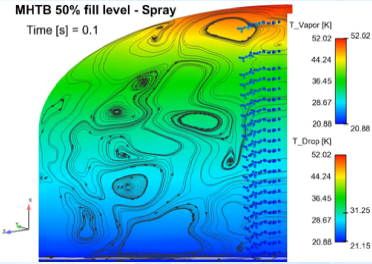 MHTB 50% fill level - Spray
Time [s] = 0.1
T_Vapor [K]
52.02 52.02
44.24
36.45
28.67
20.88 20.88
T_Drop [K]
52.02 52.02
44.24
36.45
31.25
28.67
20.88 21.15
X
Z